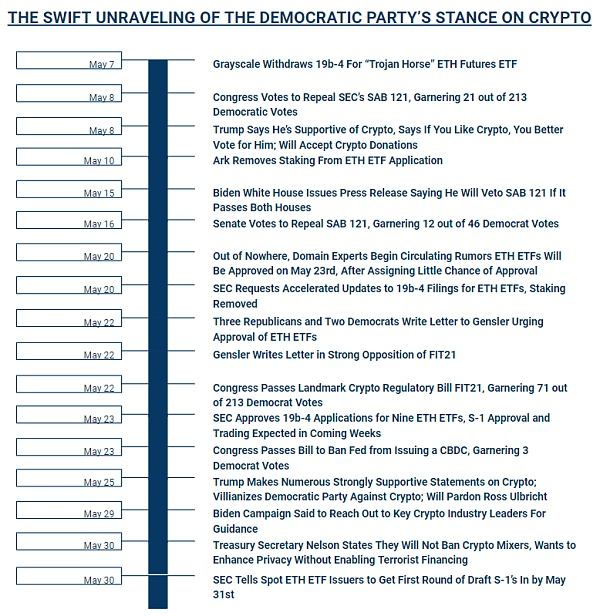 THE SWIFT UNRAVELING OF THE DEMOCRATIC PARTY'S STANCE ON CRYPTO
May 7
Grayscale Withdraws 19b-4 For “Trojan Horse” ETH Futures ETF
May 8
Congress Votes to Repeal SEC's SAB 121, Garnering 21 out of 213
Democratic Votes
May 8
Trump Says He's Supportive of Crypto, Says If You Like Crypto, You Better
Vote for Him; Will Accept Crypto Donations
May 10
Ark Removes Staking From ETH ETF Application
May 15
Biden White House Issues Press Release Saying He Will Veto SAB 121 If It
Passes Both Houses
May 16
Senate Votes to Repeal SAB 121, Garnering 12 out of 46 Democrat Votes
May 20
Out of Nowhere, Domain Experts Begin Circulating Rumors ETH ETFs Will
Be Approved on May 23rd, After Assigning Little Chance of Approval
May 20
SEC Requests Accelerated Updates to 19b-4 Filings for ETH ETFs, Staking
Removed
May 22
Three Republicans and Two Democrats Write Letter to Gensler Urging
Approval of ETH ETFs
May 22
Gensler Writes Letter in Strong Opposition of FIT21
May 22
Congress Passes Landmark Crypto Regulatory Bill FIT21, Garnering 71 out
of 213 Democrat Votes
May 23
SEC Approves 19b-4 Applications for Nine ETH ETFs, S-1 Approval and
Trading Expected in Coming Weeks
May 23
Congress Passes Bill to Ban Fed from Issuing a CBDC, Garnering 3
Democrat Votes
May 25
Trump Makes Numerous Strongly Supportive Statements on Crypto;
Villianizes Democratic Party Against Crypto; Will Pardon Ross Ulbricht
May 29
Biden Campaign Said to Reach Out to Key Crypto Industry Leaders For
Guidance
May 30
Treasury Secretary Nelson States They Will Not Ban Crypto Mixers, Wants to
Enhance Privacy Without Enabling Terrorist Financing
May 30
SEC Tells Spot ETH ETF Issuers to Get First Round of Draft S-1's In by May
31st